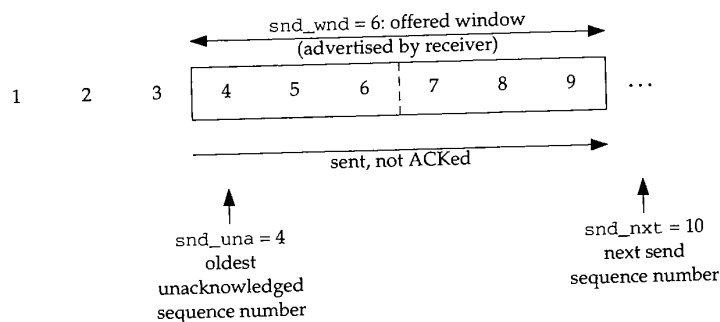 snd_wnd = 6: offered window
(advertised by receiver)
1 2 3 4 5 6 7 8 9 ...
sent, not ACKed
snd_una = 4
oldest
unacknowledged
sequence number
snd_nxt = 10
next send
sequence number